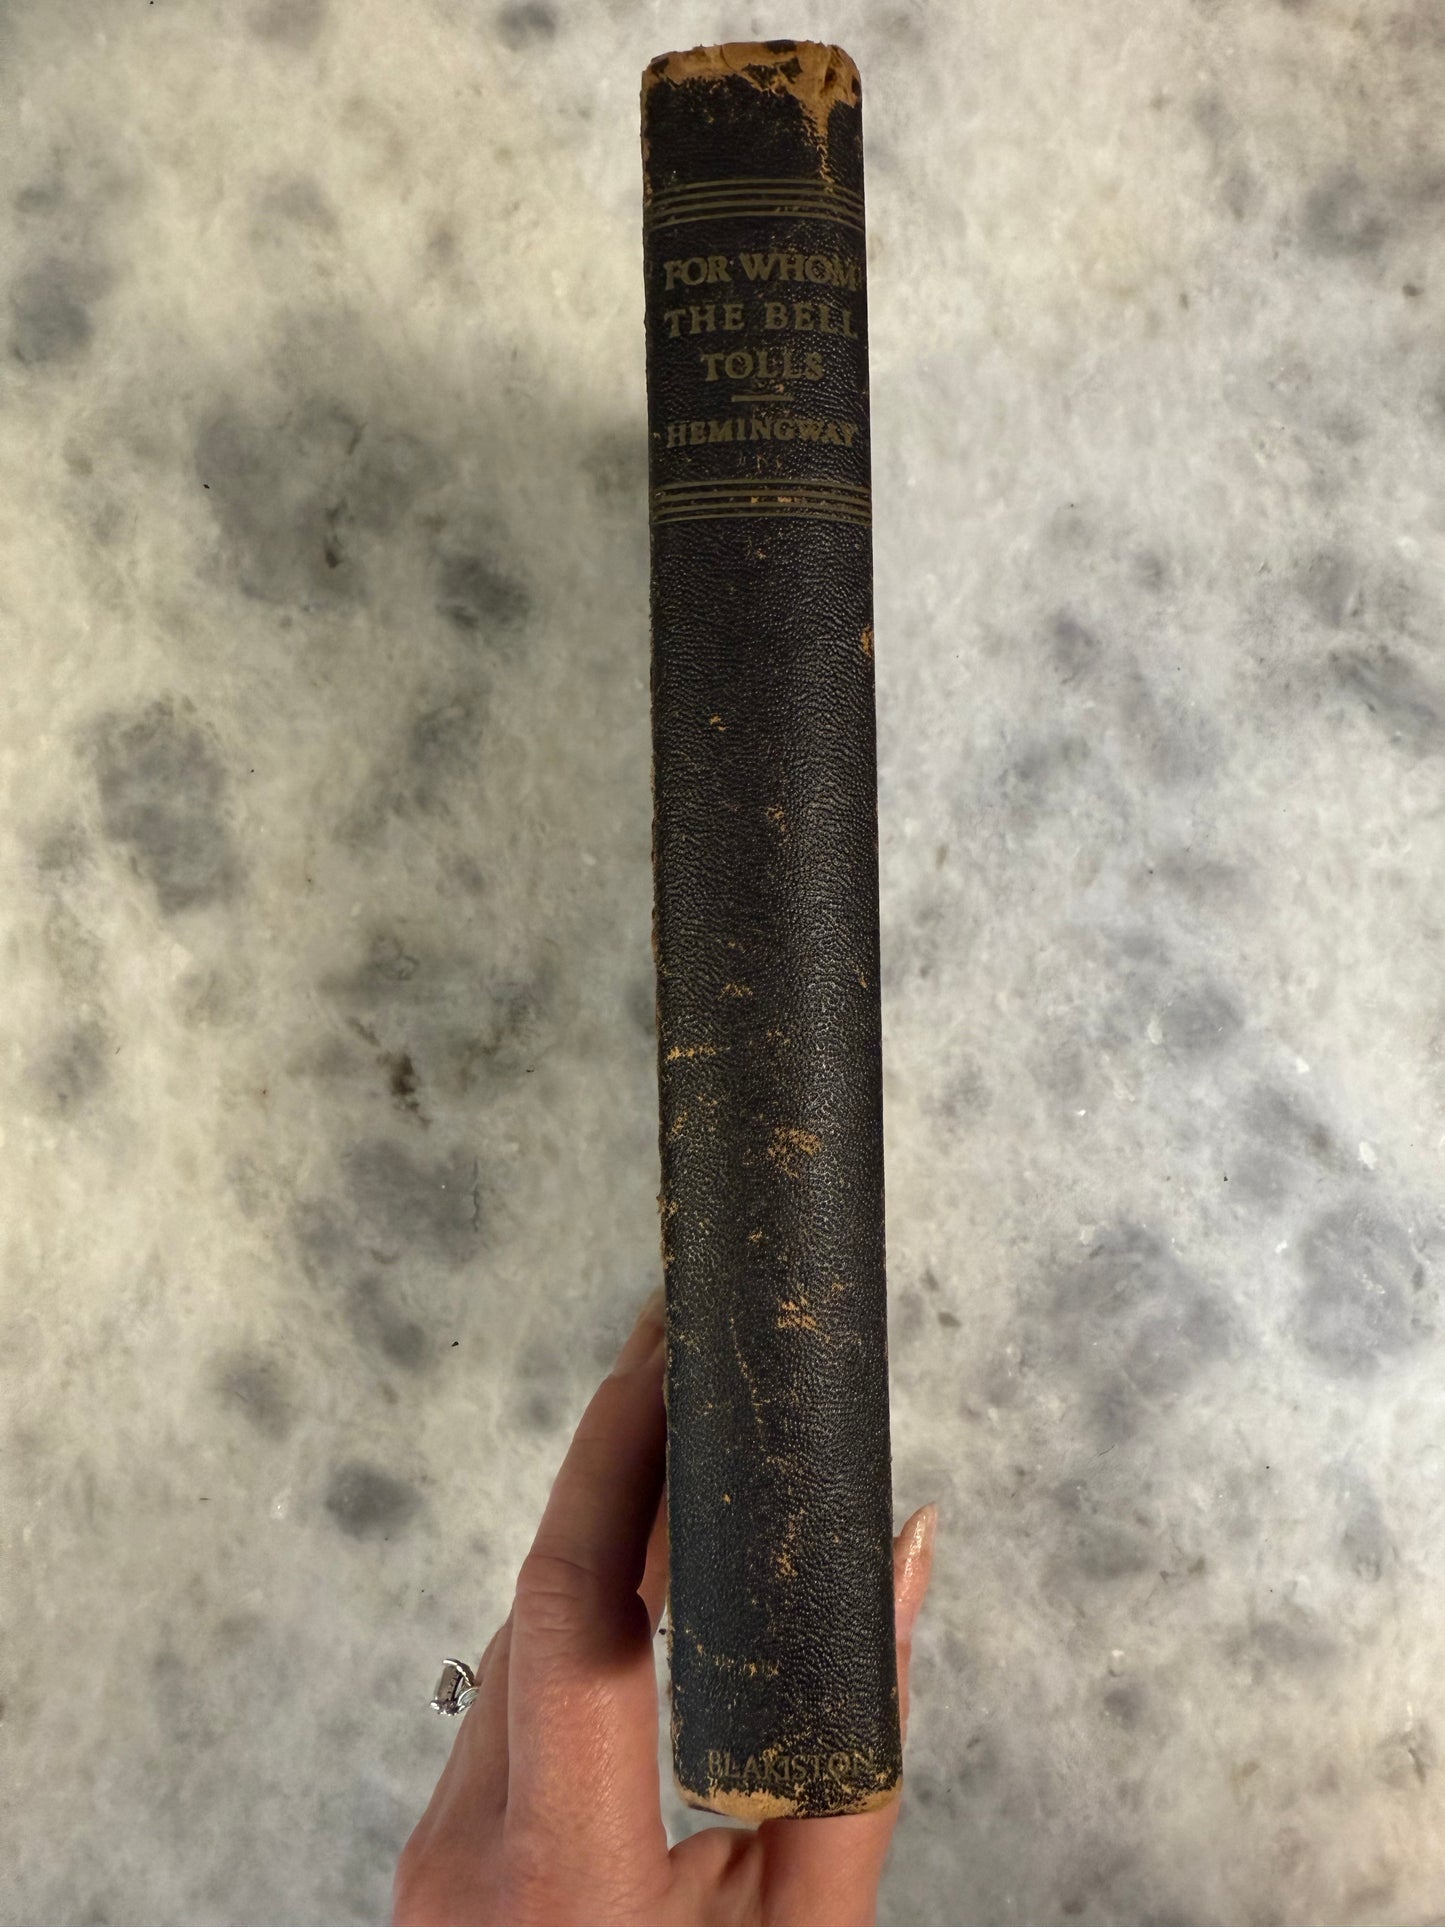 FOR WHOM
THE BELL
TOLLS
HEMINGWAY
BLAKISTON